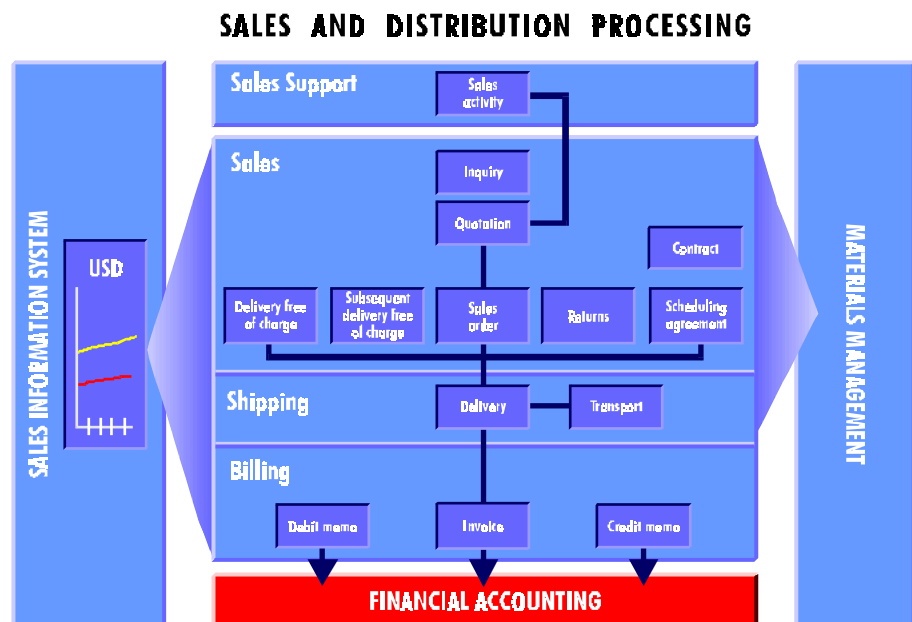 SALES AND DISTRIBUTION PROCESSING
Sales Support
Sales
activity
Sales
Inquiry
Quotation
Contract
Delivery free
of charge
Subsequent
delivery free
of charge
Sales
order
Returns
Scheduling
agreement
Shipping
Delivery
Transport
Billing
Debit memo
Invoice
Credit memo
FINANCIAL ACCOUNTING
SALES INFORMATION SYSTEM
USD
MATERIALS MANAGEMENT